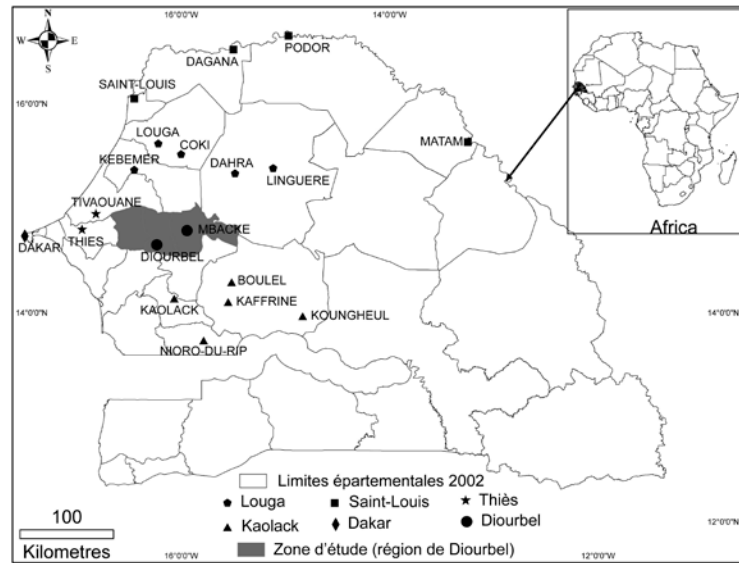 16°0'0"W 14°0'0"W
N
W E
S
PODOR
DAGANA
SAINT-LOUIS
16°0'0"N 16°0'0"N
LOUGA
COKI
MATAM
KEBEMER
DAHRA
LINGUERE
TIVAOUANE
MBACKE
DAKAR
THIES
DIOURBEL
Africa
BOULEL
KAFFRINE
KAOLACK
KOUNGHEUL
14°0'0"N 14°0'0"N
NIORO-DU-RIP
Limites épartementales 2002
Louga Saint-Louis Thiès
Kaolack Dakar Diourbel
100
Kilometres
Zone d'étude (région de Diourbel)
12°0'0"N
16°0'0"W 12°0'0"W